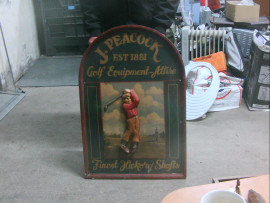 J. PEACOCK
EST 1881
Golf Equipment-Attire
Finest Hickory Shafts